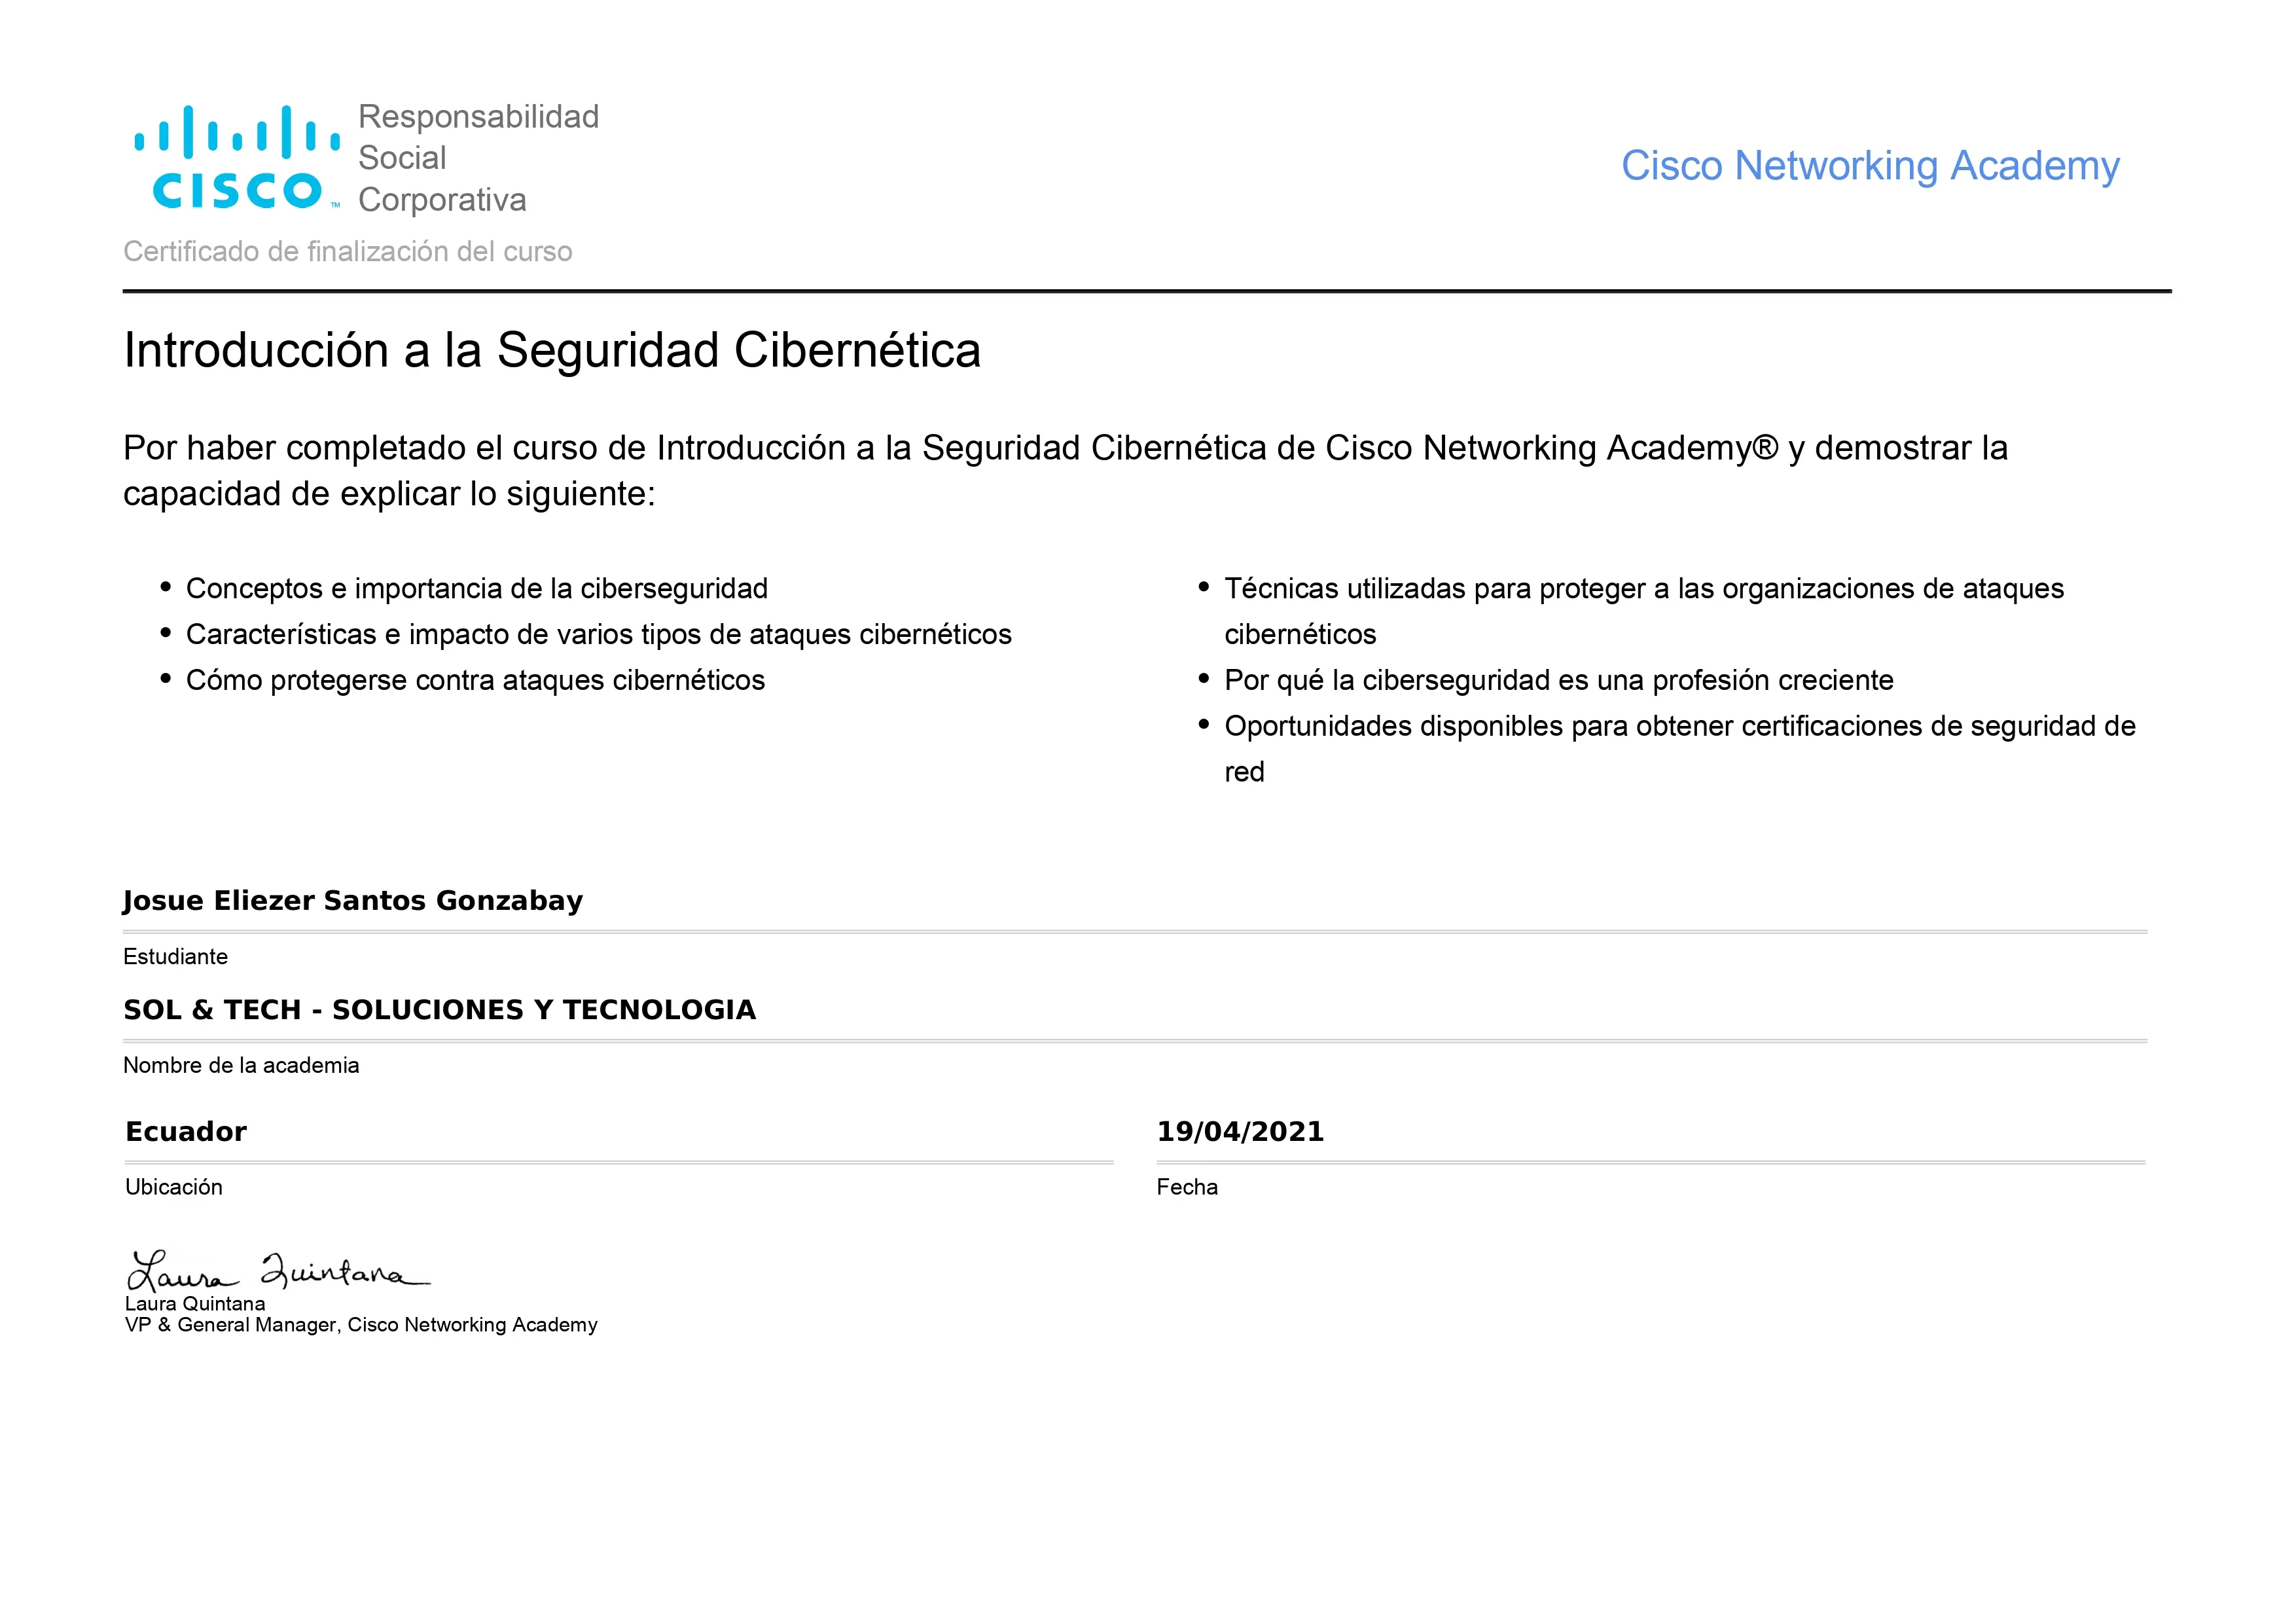 Responsabilidad
Social
Corporativa
CISCO™
Cisco Networking Academy
Certificado de finalización del curso
Introducción a la Seguridad Cibernética
Por haber completado el curso de Introducción a la Seguridad Cibernética de Cisco Networking Academy® y demostrar la
capacidad de explicar lo siguiente:
• Conceptos e importancia de la ciberseguridad
• Características e impacto de varios tipos de ataques cibernéticos
• Cómo protegerse contra ataques cibernéticos
• Técnicas utilizadas para proteger a las organizaciones de ataques
cibernéticos
• Por qué la ciberseguridad es una profesión creciente
• Oportunidades disponibles para obtener certificaciones de seguridad de
red
Josue Eliezer Santos Gonzabay
Estudiante
SOL & TECH - SOLUCIONES Y TECNOLOGIA
Nombre de la academia
Ecuador
Ubicación
19/04/2021
Fecha
Laura Quintana
Laura Quintana
VP & General Manager, Cisco Networking Academy